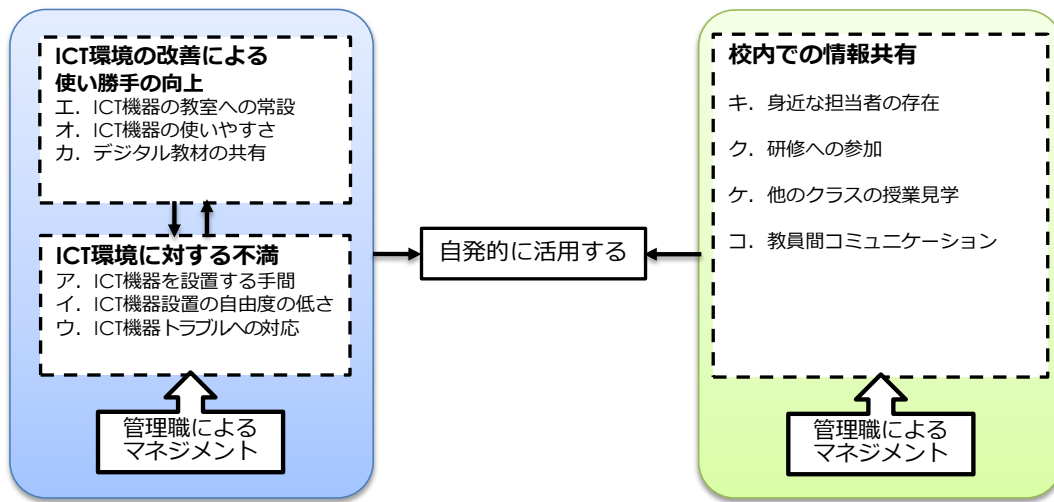 ICT環境の改善による
使い勝手の向上
エ．ICT機器の教室への常設
オ．ICT機器の使いやすさ
カ．デジタル教材の共有
ICT環境に対する不満
ア．ICT機器を設置する手間
イ．ICT機器設置の自由度の低さ
ウ．ICT機器トラブルへの対応
管理職による
マネジメント
自発的に活用する
校内での情報共有
キ．身近な担当者の存在
ク．研修への参加
ケ．他のクラスの授業見学
コ．教員間コミュニケーション
管理職による
マネジメント